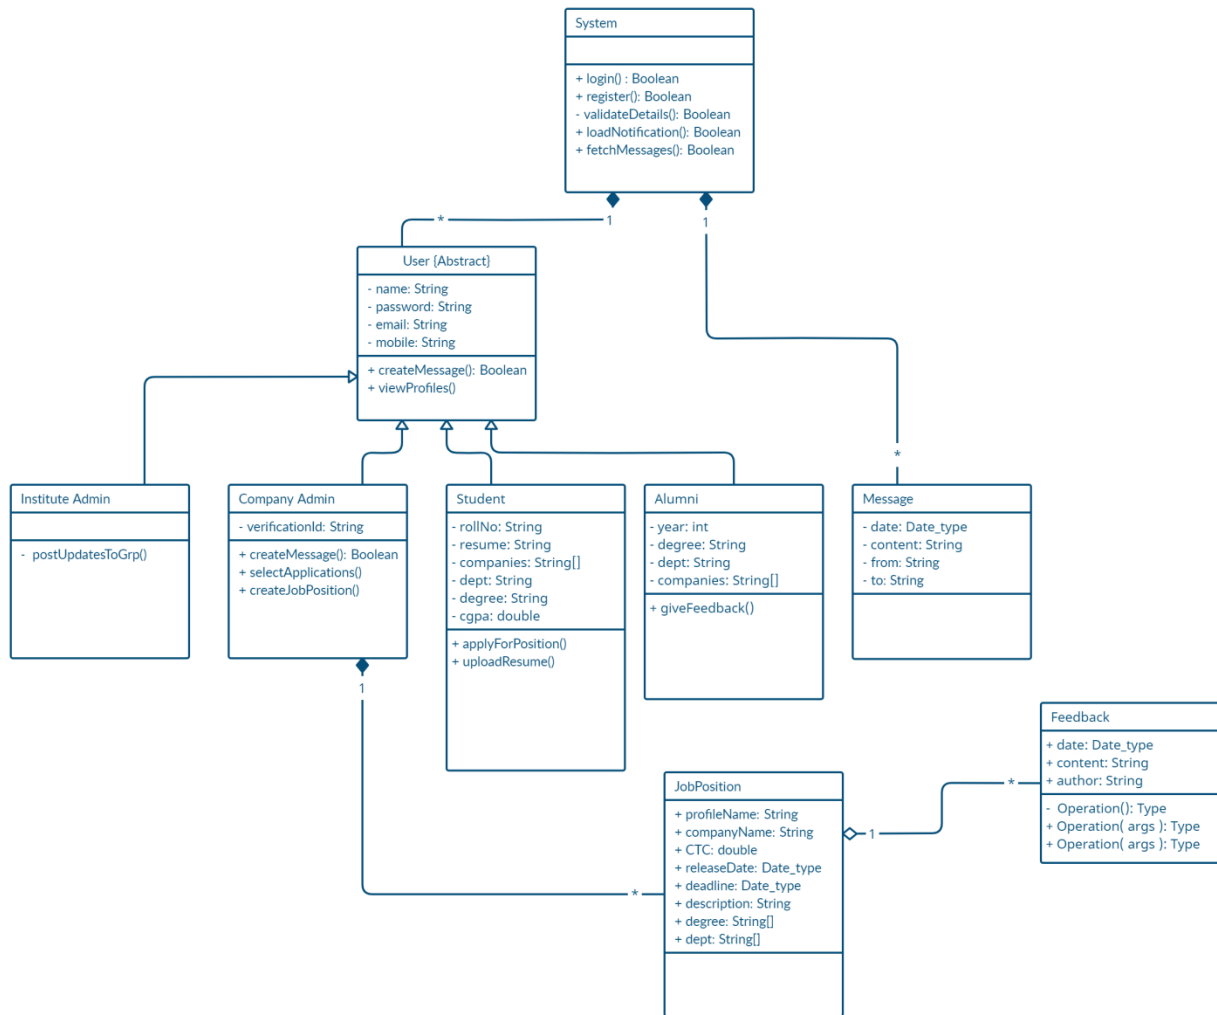 System
+ login() : Boolean
+ register(): Boolean
- validateDetails(): Boolean
+ loadNotification(): Boolean
+ fetchMessages(): Boolean
*
1
1
User {Abstract}
- name: String
- password: String
- email: String
- mobile: String
+ createMessage(): Boolean
+ viewProfiles()
*
Institute Admin
- postUpdatesToGrp()
Company Admin
- verificationId: String
+ createMessage(): Boolean
+ selectApplications()
+ createJobPosition()
Student
- rollNo: String
- resume: String
- companies: String[]
- dept: String
- degree: String
- cgpa: double
+ applyForPosition()
+ uploadResume()
Alumni
- year: int
- degree: String
- dept: String
- companies: String[]
+ giveFeedback()
Message
- date: Date_type
- content: String
- from: String
- to: String
1
Feedback
+ date: Date_type
+ content: String
+ author: String
- Operation(): Type
+ Operation( args ): Type
+ Operation( args ): Type
*
1
JobPosition
+ profileName: String
+ companyName: String
+ CTC: double
+ releaseDate: Date_type
+ deadline: Date_type
+ description: String
+ degree: String[]
+ dept: String[]
*